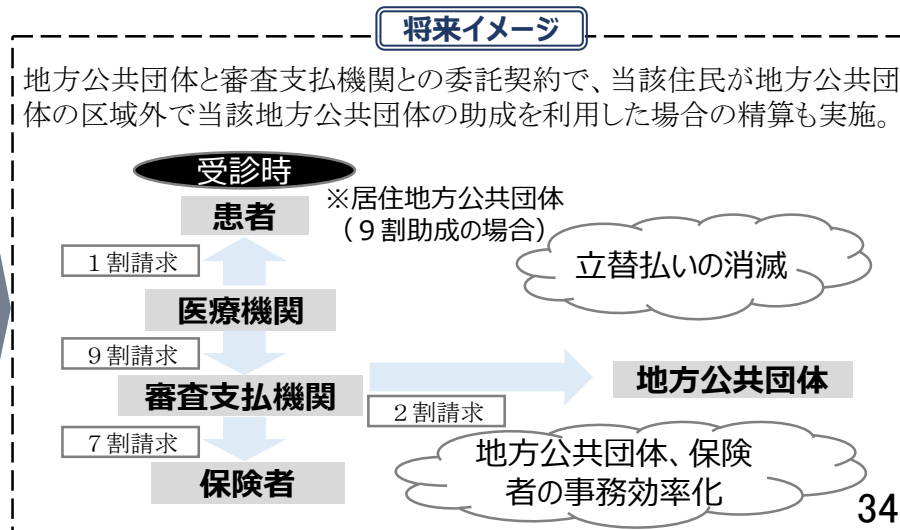 将来イメージ
地方公共団体と審査支払機関との委託契約で、当該住民が地方公共団
体の区域外で当該地方公共団体の助成を利用した場合の精算も実施。
受診時
患者
※居住地方公共団体
（９割助成の場合）
１割請求
立替払いの消滅
医療機関
９割請求
審査支払機関
地方公共団体
２割請求
７割請求
保険者
地方公共団体、保険
者の事務効率化
34